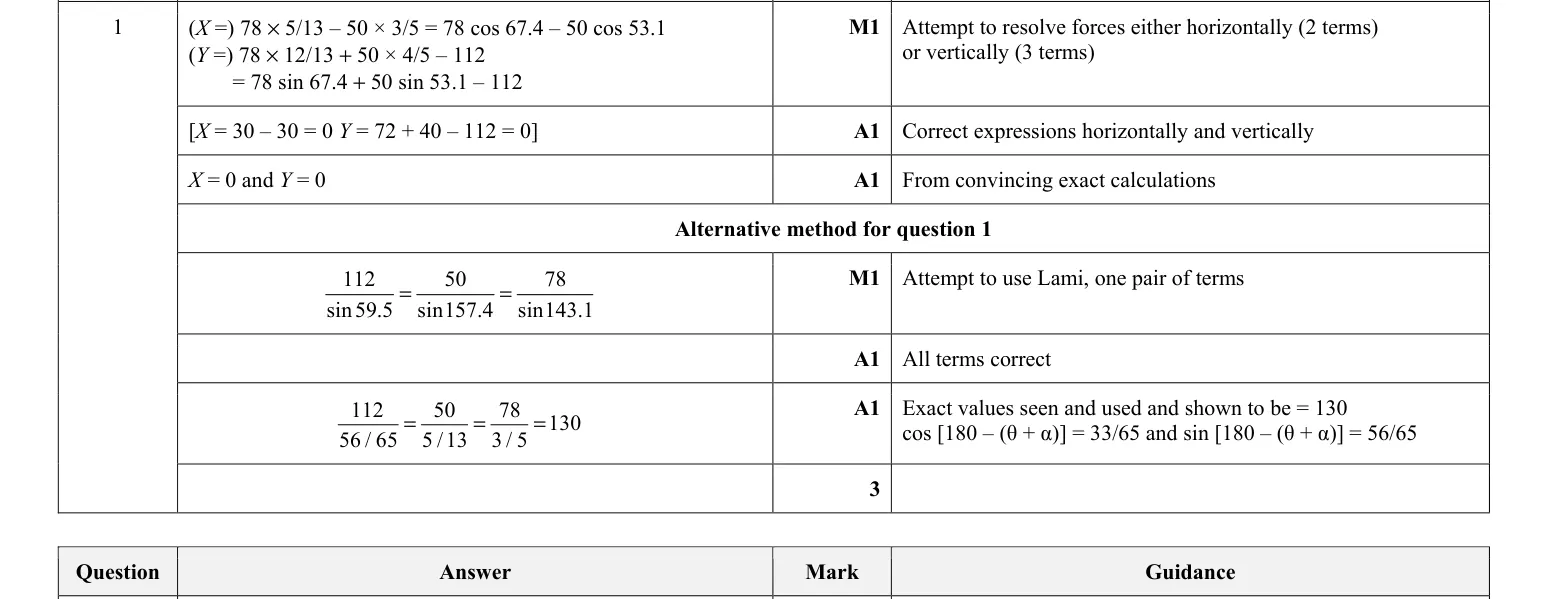 1
(X =) 78 × 5/13 – 50 × 3/5 = 78 cos 67.4 – 50 cos 53.1
(Y =) 78 × 12/13 + 50 × 4/5 – 112
= 78 sin 67.4 + 50 sin 53.1 – 112
M1
Attempt to resolve forces either horizontally (2 terms)
or vertically (3 terms)
[X = 30 – 30 = 0 Y = 72 + 40 – 112 = 0]
A1
Correct expressions horizontally and vertically
X = 0 and Y = 0
A1
From convincing exact calculations
Alternative method for question 1
112/sin 59.5 = 50/sin157.4 = 78/sin143.1
M1
Attempt to use Lami, one pair of terms
A1
All terms correct
112/(56 / 65) = 50/(5 / 13) = 78/(3 / 5) = 130
A1
Exact values seen and used and shown to be = 130
cos [180 – (θ + α)] = 33/65 and sin [180 – (θ + α)] = 56/65
3
Question Answer Mark Guidance